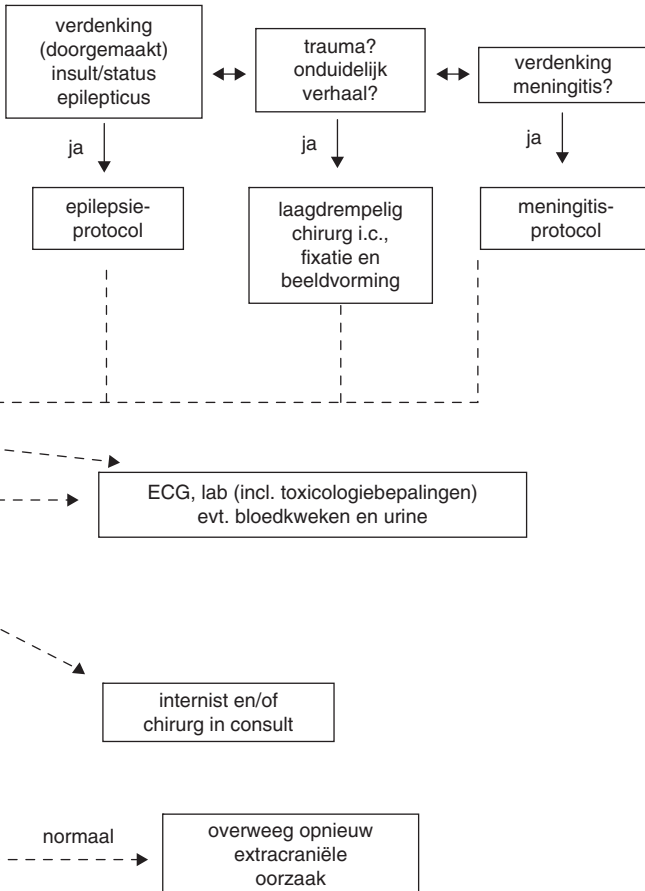 verdenking
(doorgemaakt)
insult/status
epilepticus
trauma?
onduidelijk
verhaal?
verdenking
meningitis?
ja
ja
ja
epilepsie-
protocol
laagdrempelig
chirurg i.c.,
fixatie en
beeldvorming
meningitis-
protocol
ECG, lab (incl. toxicologiebepalingen)
evt. bloedkweken en urine
internist en/of
chirurg in consult
normaal
overweeg opnieuw
extracraniële
oorzaak